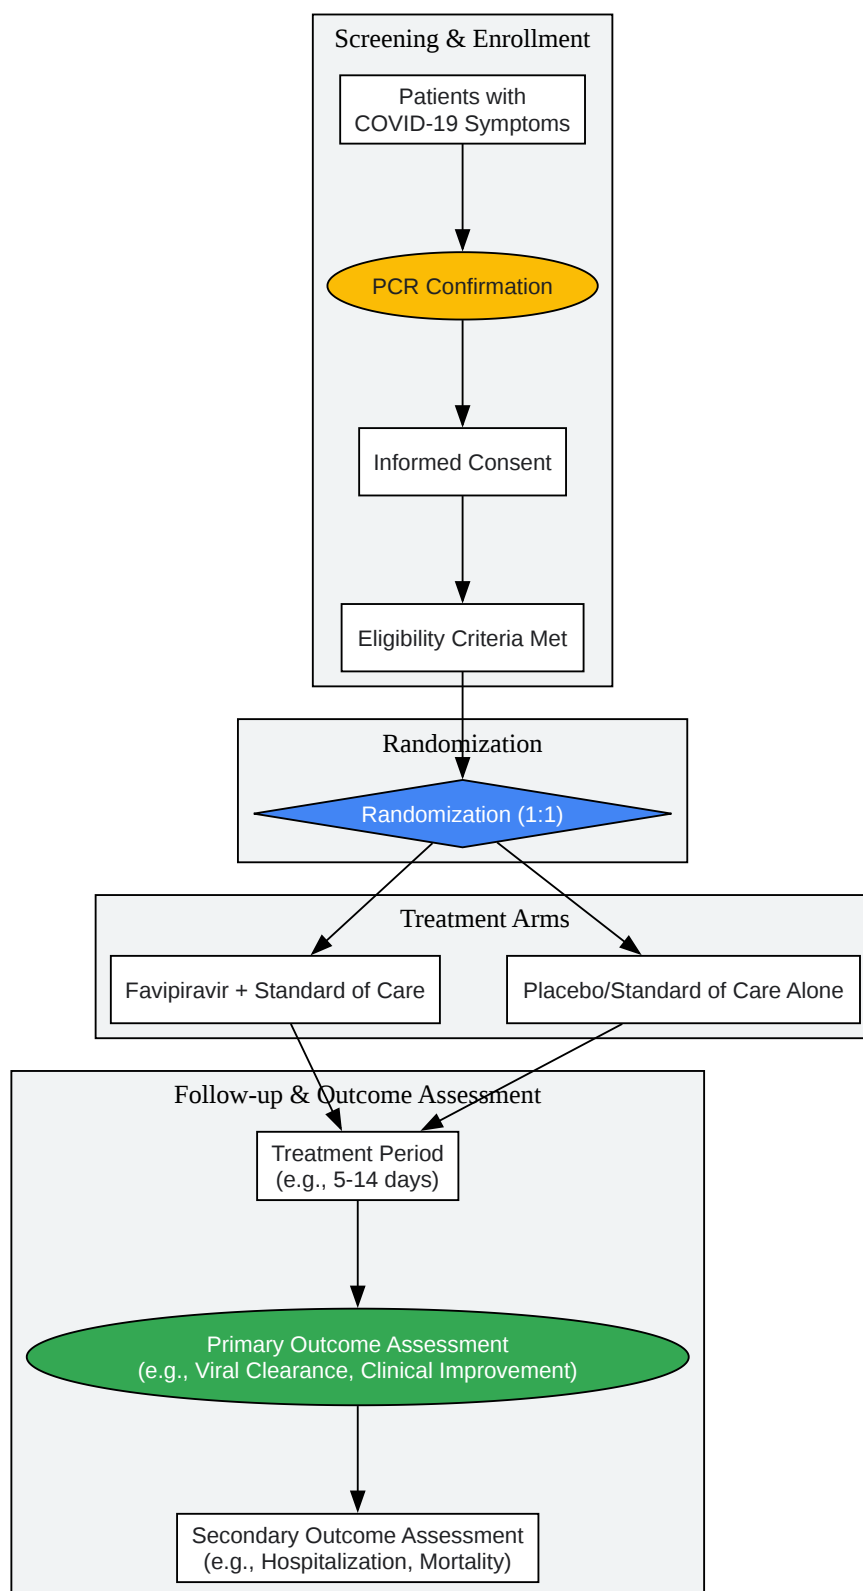 Screening & Enrollment
Patients with
COVID-19 Symptoms
PCR Confirmation
Informed Consent
Eligibility Criteria Met
Randomization
Randomization (1:1)
Treatment Arms
Favipiravir + Standard of Care
Placebo/Standard of Care Alone
Follow-up & Outcome Assessment
Treatment Period
(e.g., 5-14 days)
Primary Outcome Assessment
(e.g., Viral Clearance, Clinical Improvement)
Secondary Outcome Assessment
(e.g., Hospitalization, Mortality)